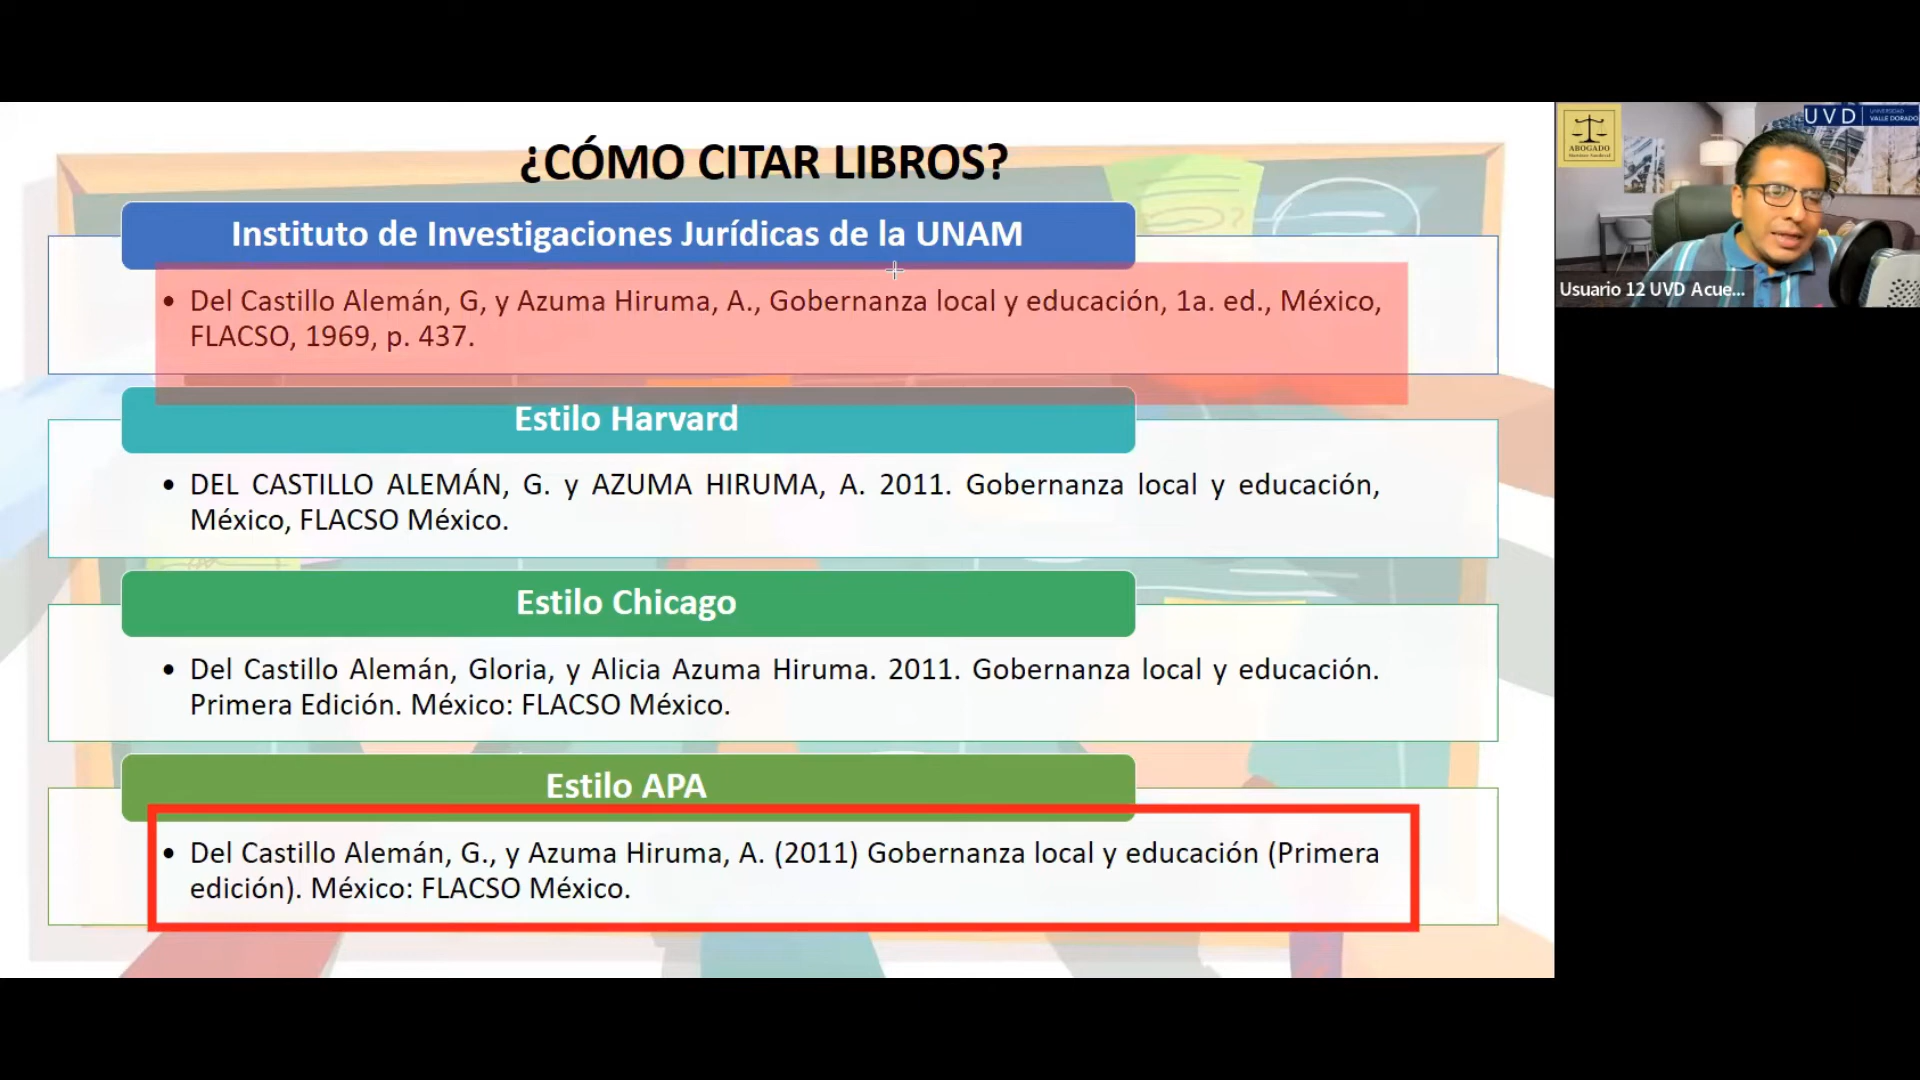 ¿CÓMO CITAR LIBROS?
Instituto de Investigaciones Jurídicas de la UNAM
• Del Castillo Alemán, G, y Azuma Hiruma, A., Gobernanza local y educación, 1a. ed., México,
FLACSO, 1969, p. 437.
Estilo Harvard
• DEL CASTILLO ALEMÁN, G. y AZUMA HIRUMA, A. 2011. Gobernanza local y educación,
México, FLACSO México.
Estilo Chicago
• Del Castillo Alemán, Gloria, y Alicia Azuma Hiruma. 2011. Gobernanza local y educación.
Primera Edición. México: FLACSO México.
Estilo APA
• Del Castillo Alemán, G., y Azuma Hiruma, A. (2011) Gobernanza local y educación (Primera
edición). México: FLACSO México.
ABOGADO
UVD
UNIVERSIDAD
VALLE DORADO
Usuario 12 UVD Acue...